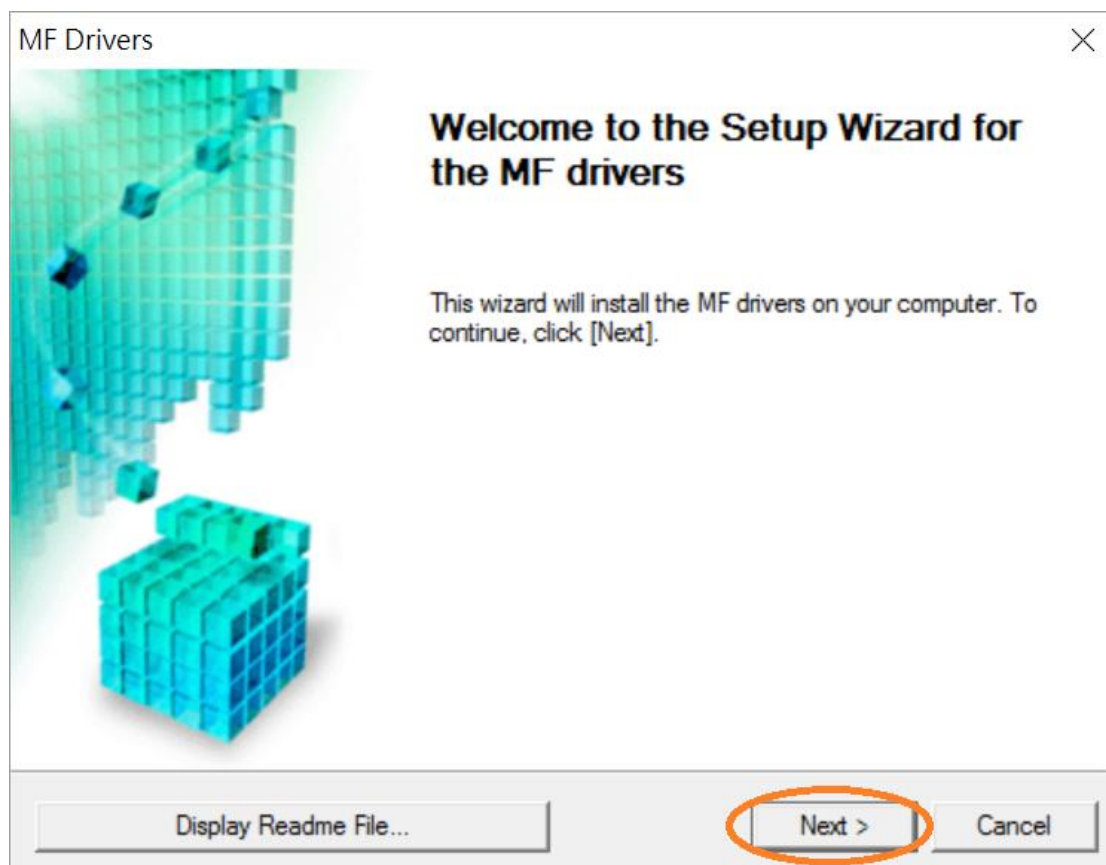 MF Drivers
Welcome to the Setup Wizard for
the MF drivers
This wizard will install the MF drivers on your computer. To
continue, click [Next].
Display Readme File...
Next >
Cancel